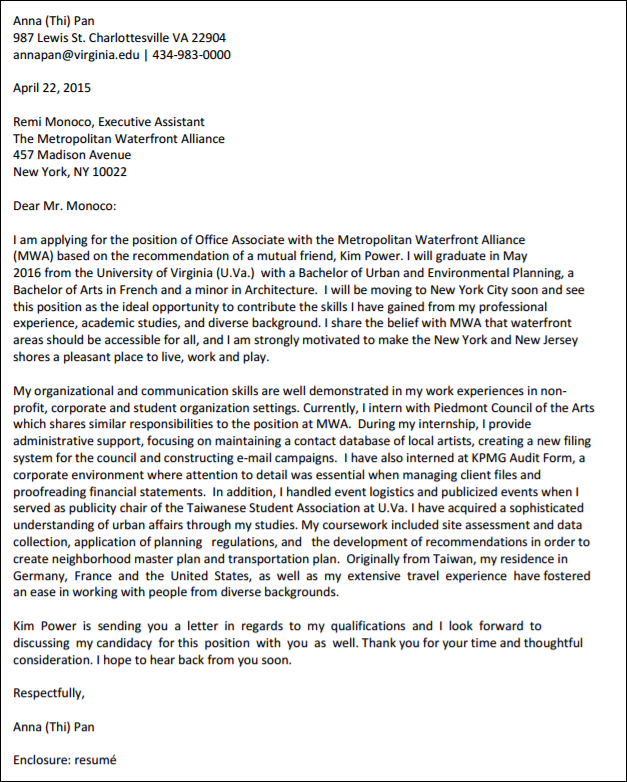 Anna (Thi) Pan
987 Lewis St. Charlottesville VA 22904
annapan@virginia.edu | 434-983-0000
April 22, 2015
Remi Monoco, Executive Assistant
The Metropolitan Waterfront Alliance
457 Madison Avenue
New York, NY 10022
Dear Mr. Monoco:
I am applying for the position of Office Associate with the Metropolitan Waterfront Alliance
(MWA) based on the recommendation of a mutual friend, Kim Power. I will graduate in May
2016 from the University of Virginia (U.Va.) with a Bachelor of Urban and Environmental Planning, a
Bachelor of Arts in French and a minor in Architecture. I will be moving to New York City soon and see
this position as the ideal opportunity to contribute the skills I have gained from my professional
experience, academic studies, and diverse background. I share the belief with MWA that waterfront
areas should be accessible for all, and I am strongly motivated to make the New York and New Jersey
shores a pleasant place to live, work and play.
My organizational and communication skills are well demonstrated in my work experiences in non-
profit, corporate and student organization settings. Currently, I intern with Piedmont Council of the Arts
which shares similar responsibilities to the position at MWA. During my internship, I provide
administrative support, focusing on maintaining a contact database of local artists, creating a new filing
system for the council and constructing e-mail campaigns. I have also interned at KPMG Audit Form, a
corporate environment where attention to detail was essential when managing client files and
proofreading financial statements. In addition, I handled event logistics and publicized events when I
served as publicity chair of the Taiwanese Student Association at U.Va. I have acquired a sophisticated
understanding of urban affairs through my studies. My coursework included site assessment and data
collection, application of planning regulations, and the development of recommendations in order to
create neighborhood master plan and transportation plan. Originally from Taiwan, my residence in
Germany, France and the United States, as well as my extensive travel experience have fostered
an ease in working with people from diverse backgrounds.
Kim Power is sending you a letter in regards to my qualifications and I look forward to
discussing my candidacy for this position with you as well. Thank you for your time and thoughtful
consideration. I hope to hear back from you soon.
Respectfully,
Anna (Thi) Pan
Enclosure: resumé